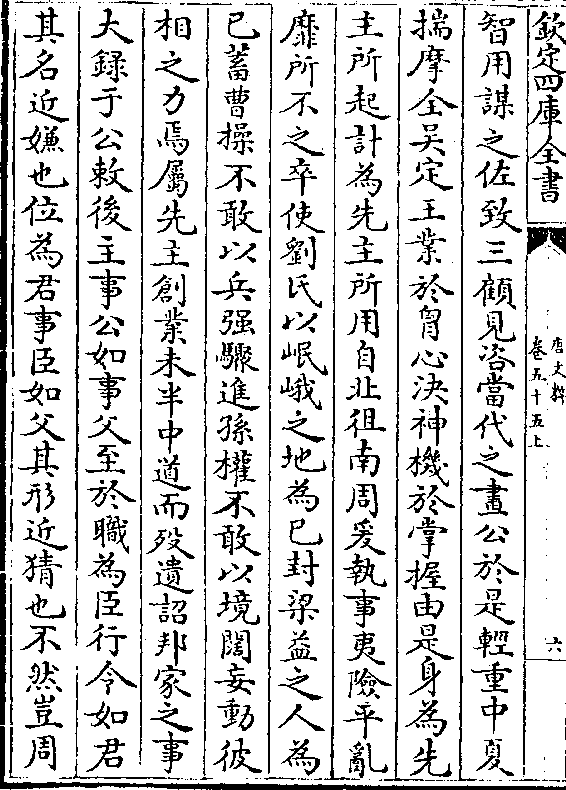 欽定四庫全書
唐文粹
卷五十五上
六
智用謀之佐致三顧見咨當代之畫公於是輕重中夏
揣摩全吳定王業於胷心決神機於掌握由是身為先
主所起計為先主所用自北徂南周爰執事夷險平亂
靡所不之卒使劉氏以岷峨之地為已封梁益之人為
已蓄曹操不敢以兵强驟進孫權不敢以境闊妄動彼
相之力焉屬先主創業未半中道而殁遺詔邦家之事
大録于公敕後主事公如事父至於職為臣行令如君
其名近嫌也位為君事臣如父其形近猜也不然豈周